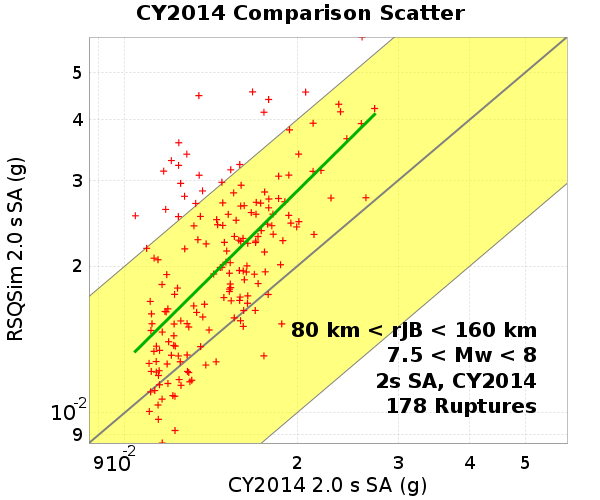 CY2014 Comparison Scatter
RSQSim 2.0 s SA (g)
5
4
3
2
10-2
9
80 km < rJB < 160 km
7.5 < Mw < 8
2s SA, CY2014
178 Ruptures
9 10-2 2 3 4 5
CY2014 2.0 s SA (g)